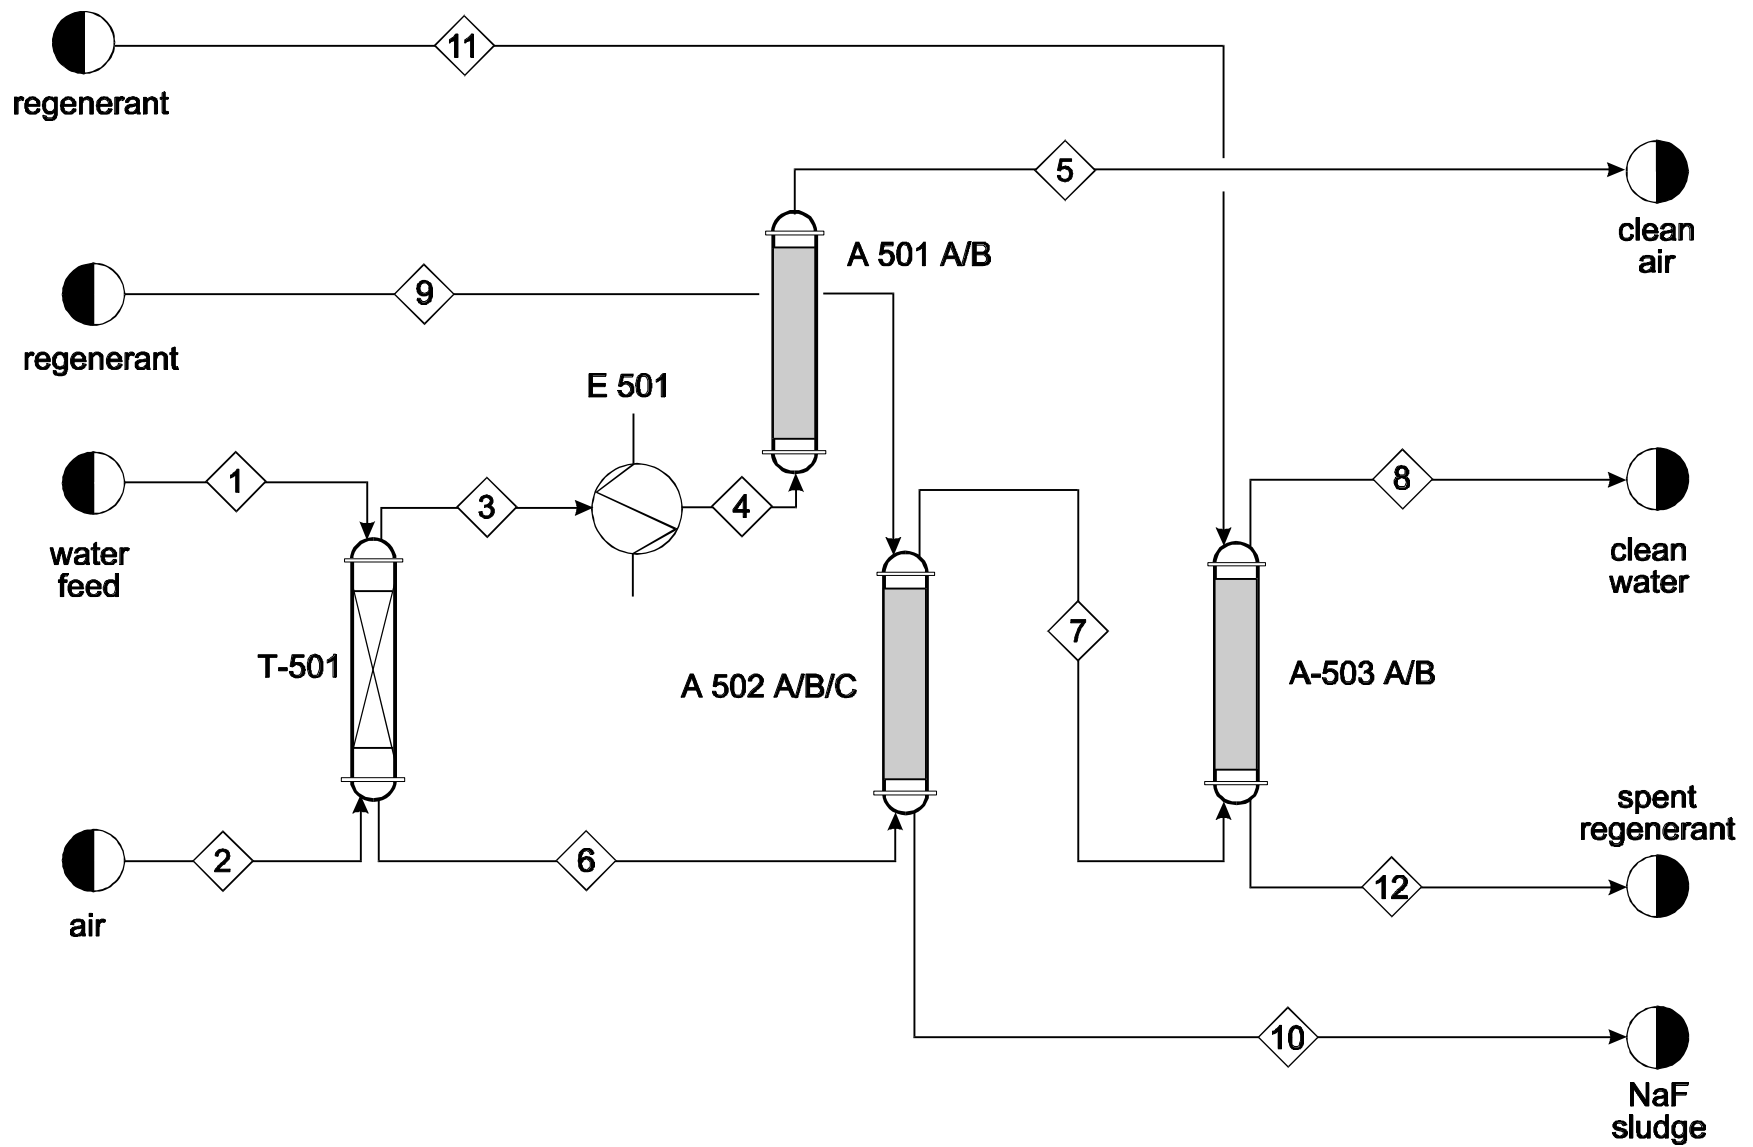 11
regenerant
5
clean
air
A 501 A/B
9
regenerant
E 501
1
3
4
8
water
feed
clean
water
7
T-501
A 502 A/B/C
A-503 A/B
spent
regenerant
2
6
12
air
10
NaF
sludge